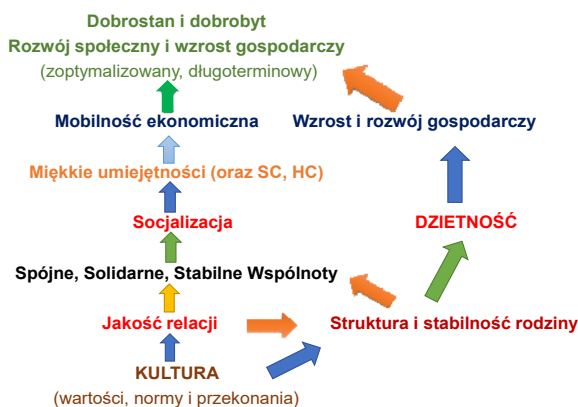 Dobrostan i dobrobyt
Rozwój społeczny i wzrost gospodarczy
(zoptymalizowany, długoterminowy)
Mobilność ekonomiczna
Wzrost i rozwój gospodarczy
Miękkie umiejętności (oraz SC, HC)
Socjalizacja
DZIETNOŚĆ
Spójne, Solidarne, Stabilne Wspólnoty
Jakość relacji
Struktura i stabilność rodziny
KULTURA
(wartości, normy i przekonania)